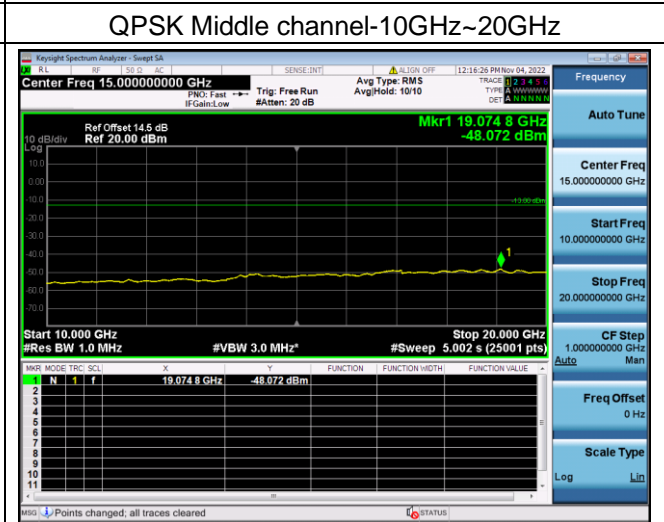 QPSK Middle channel-10GHz~20GHz
Keysight Spectrum Analyzer - Swept SA
RL RF 50 Ω AC SENSE:INT ALIGN OFF 12:16:26 PM Nov 04, 2022
Center Freq 15.000000000 GHz
PNO: Fast Trig: Free Run
IFGain:Low #Atten: 20 dB
Avg Type: RMS
Avg|Hold: 10/10
TRACE 1 2 3 4 5 6
TYPE A WWWWW
DET A N N N N N
Frequency
Mkr1 19.074 8 GHz
-48.072 dBm
Ref Offset 14.5 dB
10 dB/div Ref 20.00 dBm
Log
10.0
0.00
-10.0
-20.0
-30.0
-40.0
-50.0
-60.0
-70.0
-13.00 dBm
1
Start 10.000 GHz Stop 20.000 GHz
#Res BW 1.0 MHz #VBW 3.0 MHz* #Sweep 5.002 s (25001 pts)
MKR MODE TRC SCL X Y FUNCTION FUNCTION WIDTH FUNCTION VALUE
1 N 1 f 19.074 8 GHz -48.072 dBm
2
3
4
5
6
7
8
9
10
11
Auto Tune
Center Freq
15.000000000 GHz
Start Freq
10.000000000 GHz
Stop Freq
20.000000000 GHz
CF Step
1.000000000 GHz
Auto Man
Freq Offset
0 Hz
Scale Type
Log Lin
MSG Points changed; all traces cleared STATUS